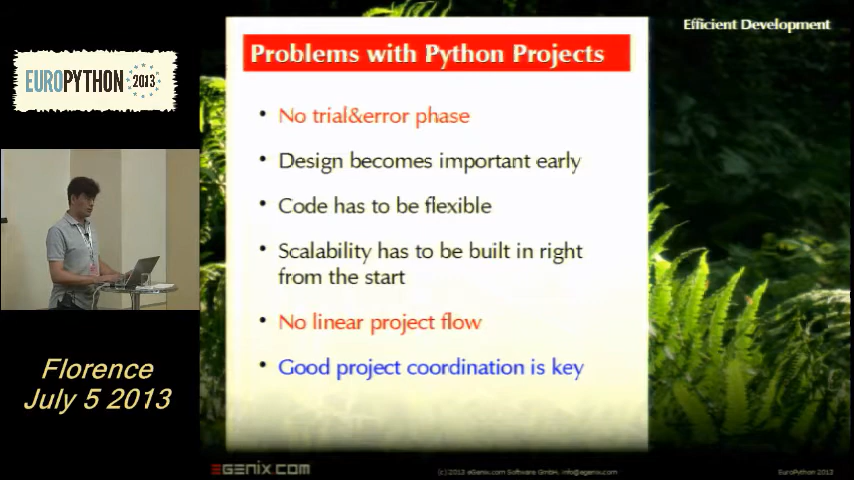 Efficient Development
EUROPYTHON 2013
Problems with Python Projects
• No trial&error phase
• Design becomes important early
• Code has to be flexible
• Scalability has to be built in right
from the start
• No linear project flow
• Good project coordination is key
Florence
July 5 2013
EGENIX.COM
(c) 2013 eGenix.com Software GmbH, info@egenix.com
EuroPython 2013